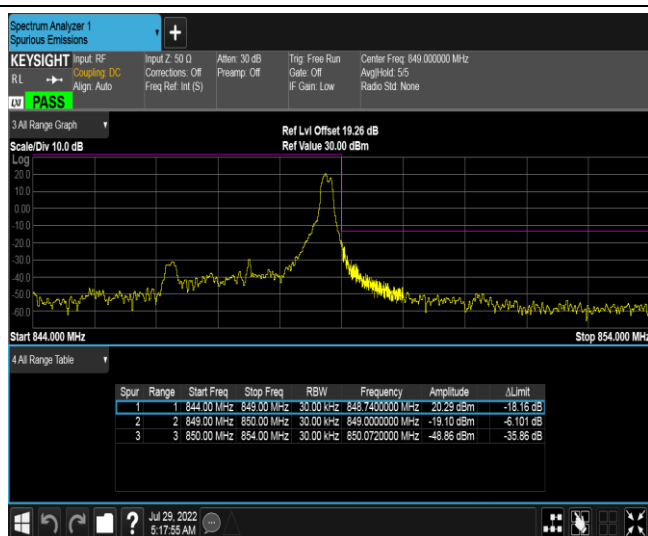 Spectrum Analyzer 1
Spurious Emissions
KEYSIGHT Input: RF Input Z: 50 Ω Atten: 30 dB Trig: Free Run Center Freq: 849.000000 MHz
RL Coupling: DC Corrections: Off Preamp: Off Gate: Off Avg|Hold: 5/5
Align: Auto Freq Ref: Int (S) IF Gain: Low Radio Std: None
LXI PASS
3 All Range Graph
Ref Lvl Offset 19.26 dB
Scale/Div 10.0 dB Ref Value 30.00 dBm
Log
20.0
10.0
0.00
-10.0
-20.0
-30.0
-40.0
-50.0
-60.0
Start 844.000 MHz Stop 854.000 MHz
4 All Range Table
Spur Range Start Freq Stop Freq RBW Frequency Amplitude ΔLimit
1 1 844.00 MHz 849.00 MHz 30.00 kHz 848.7400000 MHz 20.29 dBm -18.16 dB
2 2 849.00 MHz 850.00 MHz 30.00 kHz 849.0000000 MHz -19.10 dBm -6.101 dB
3 3 850.00 MHz 854.00 MHz 30.00 kHz 850.0720000 MHz -48.86 dBm -35.86 dB
? Jul 29, 2022
5:17:55 AM